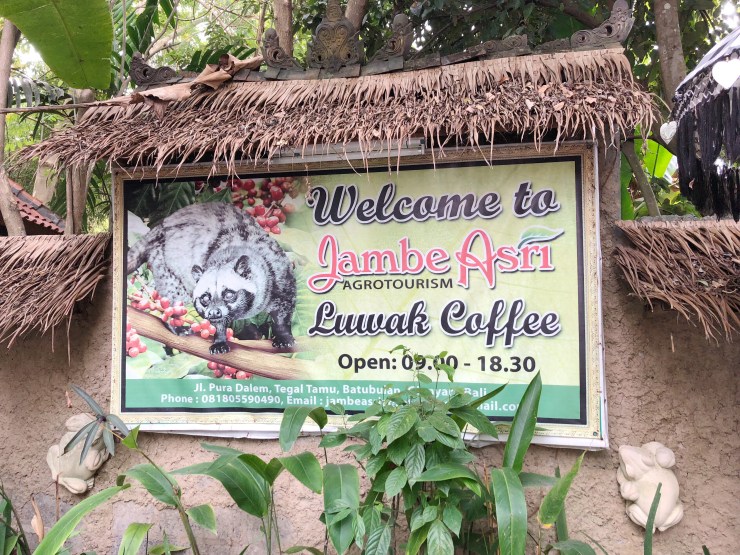 Welcome to
Jambe Asri
AGROTOURISM
Luwak Coffee
Open: 09.00 - 18.30
Jl. Pura Dalem, Tegal Tamu, Batubulan, Bali
Phone : 081805590490, Email :